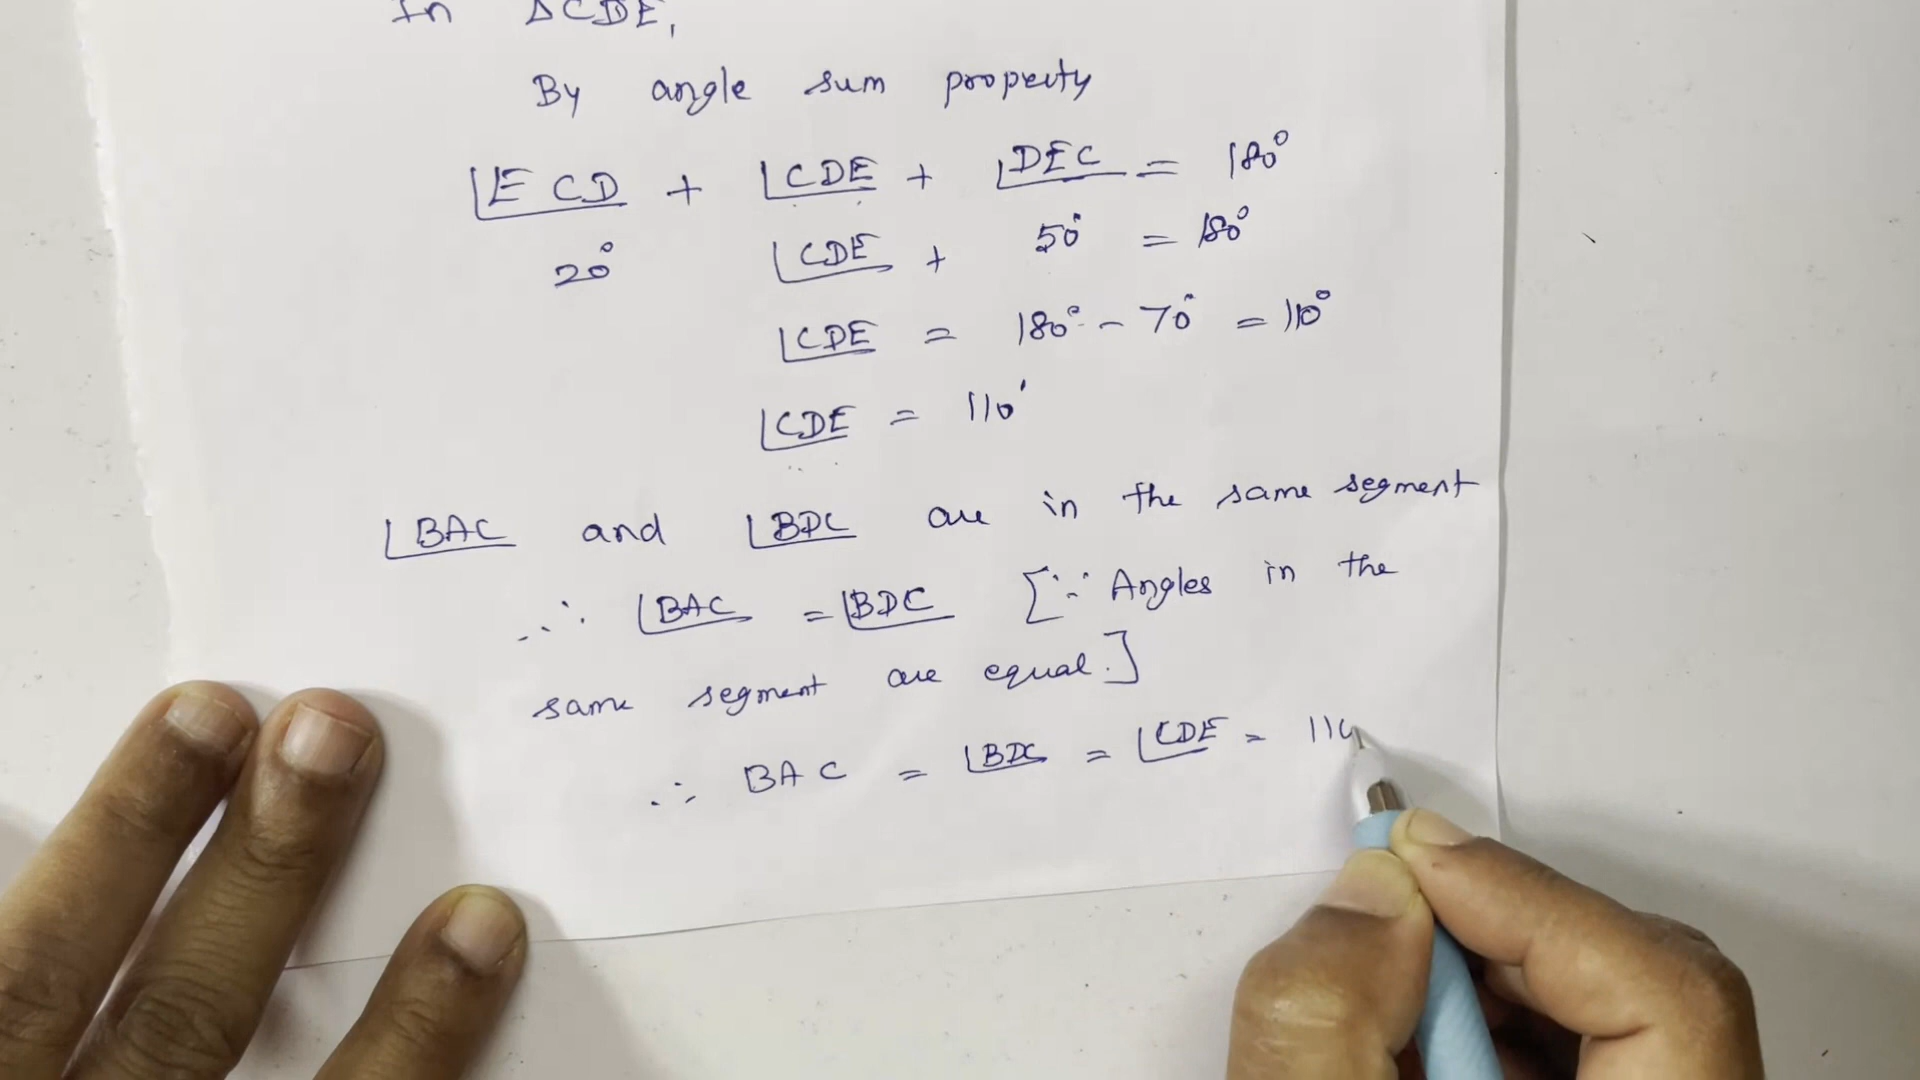 In ΔCDE,
By angle sum property
∠ECD + ∠CDE + ∠DEC = 180°
20° ∠CDE + 50° = 180°
∠CDE = 180° - 70° = 110°
∠CDE = 110°
∠BAC and ∠BDC are in the same segment
∴ ∠BAC = ∠BDC [∵ Angles in the
same segment are equal.]
∴ BAC = ∠BDC = ∠CDE = 110